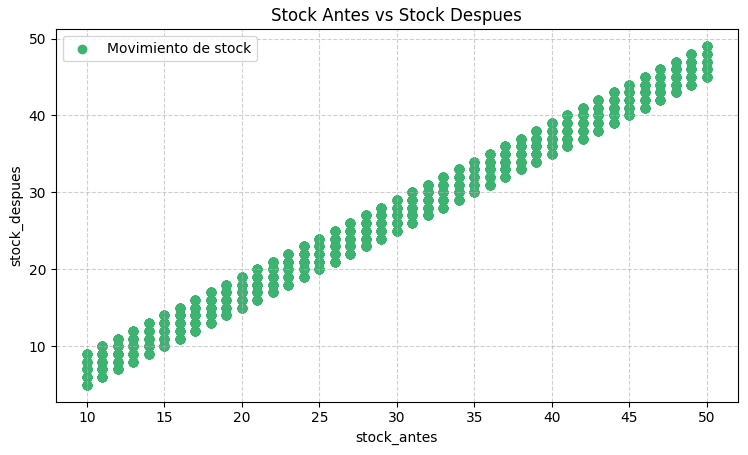 Stock Antes vs Stock Despues
Movimiento de stock
stock_despues
50
40
30
20
10
10 15 20 25 30 35 40 45 50
stock_antes